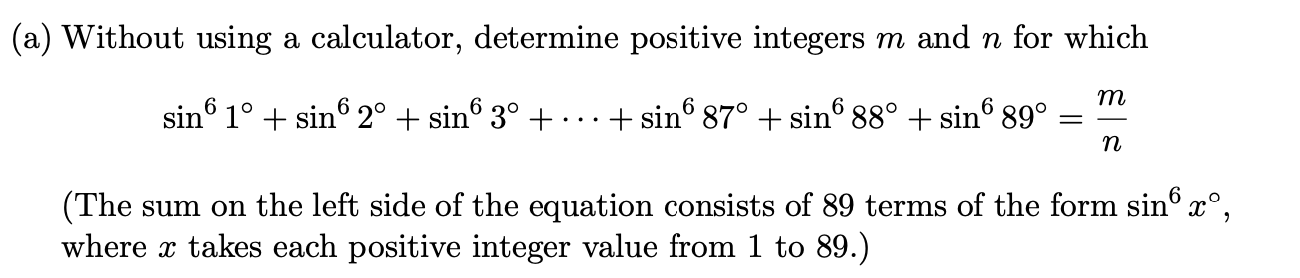 (a) Without using a calculator, determine positive integers m and n for which
sin⁶ 1° + sin⁶ 2° + sin⁶ 3° + ··· + sin⁶ 87° + sin⁶ 88° + sin⁶ 89° = m/n
(The sum on the left side of the equation consists of 89 terms of the form sin⁶ x°,
where x takes each positive integer value from 1 to 89.)